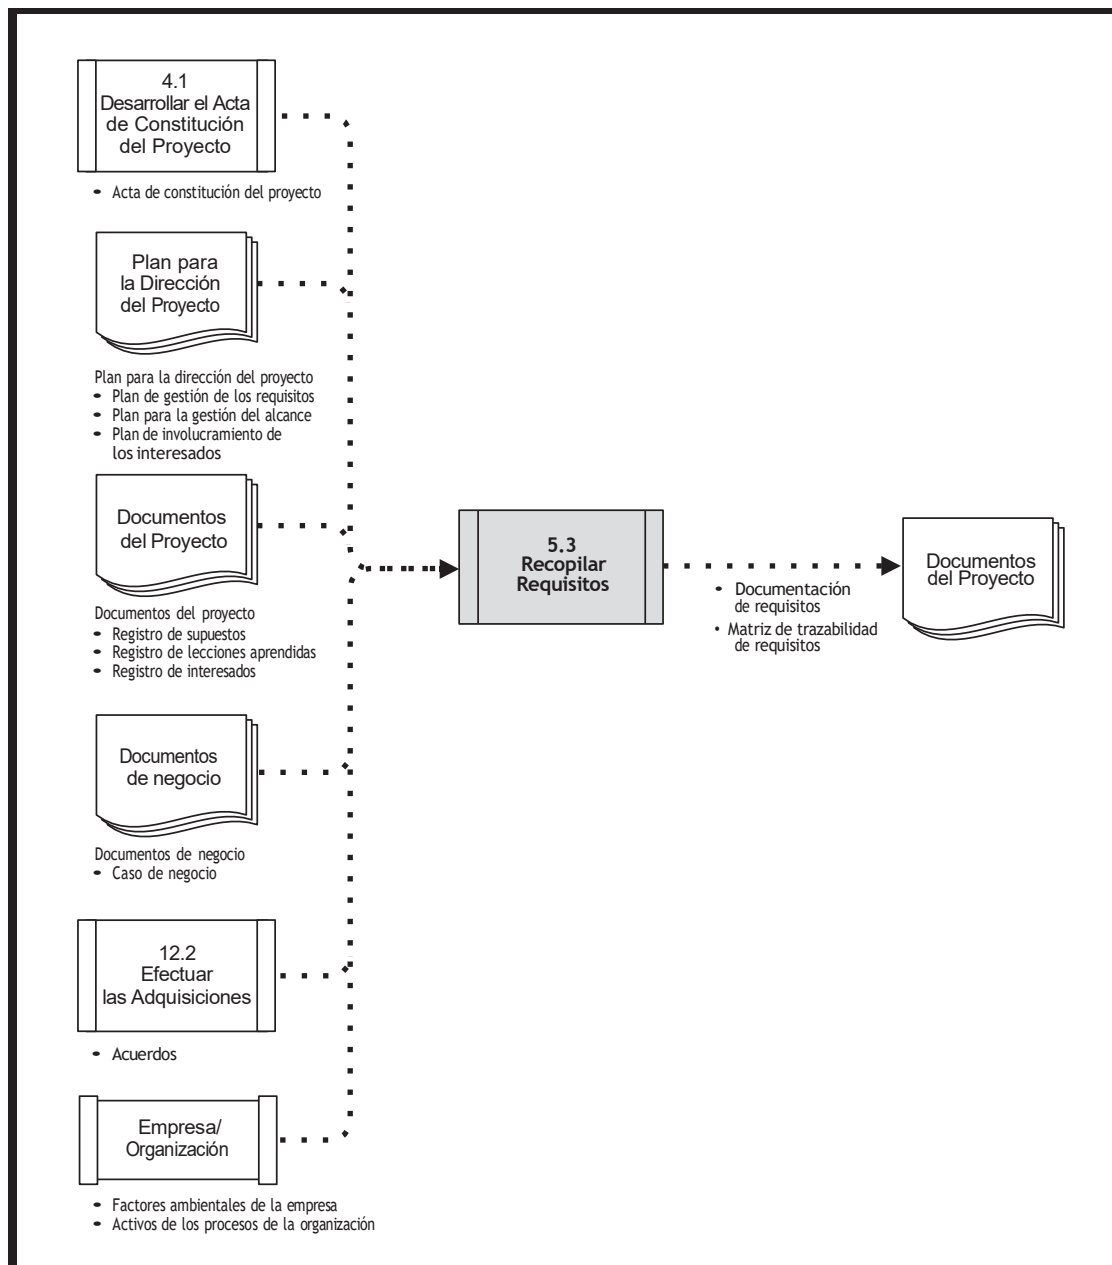 4.1
Desarrollar el Acta
de Constitución
del Proyecto
• Acta de constitución del proyecto
Plan para
la Dirección
del Proyecto
Plan para la dirección del proyecto
• Plan de gestión de los requisitos
• Plan para la gestión del alcance
• Plan de involucramiento de
los interesados
Documentos
del Proyecto
Documentos del proyecto
• Registro de supuestos
• Registro de lecciones aprendidas
• Registro de interesados
Documentos
de negocio
Documentos de negocio
• Caso de negocio
12.2
Efectuar
las Adquisiciones
• Acuerdos
Empresa/
Organización
• Factores ambientales de la empresa
• Activos de los procesos de la organización
5.3
Recopilar
Requisitos
• Documentación
de requisitos
• Matriz de trazabilidad
de requisitos
Documentos
del Proyecto